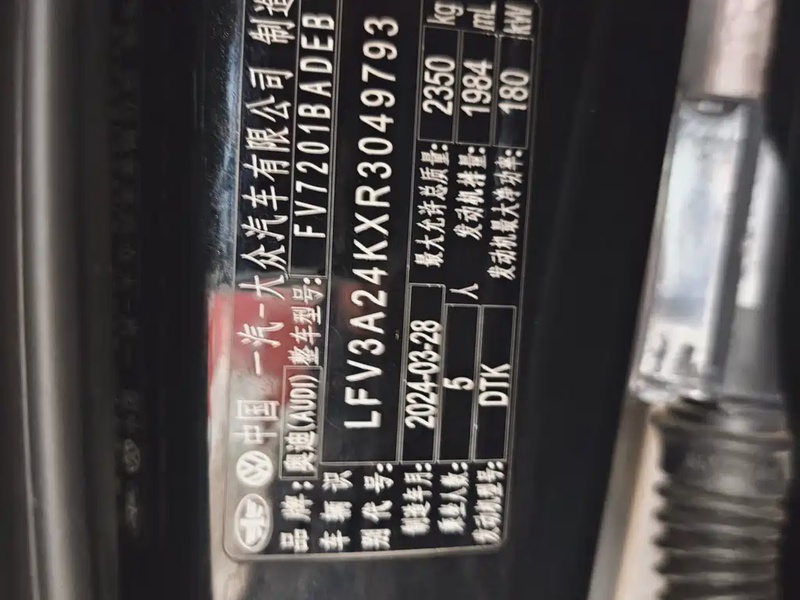 中国 一汽-大众汽车有限公司 制造
品牌: 奥迪(AUDI) 整车型号: FV7201BADEB
车辆识别代号: LFV3A24KXR3049793
制造年月: 2024-03-28 最大允许总质量: 2350 kg
乘坐人数: 5 人 发动机排量: 1984 mL
发动机型号: DTK 发动机最大净功率: 180 kW